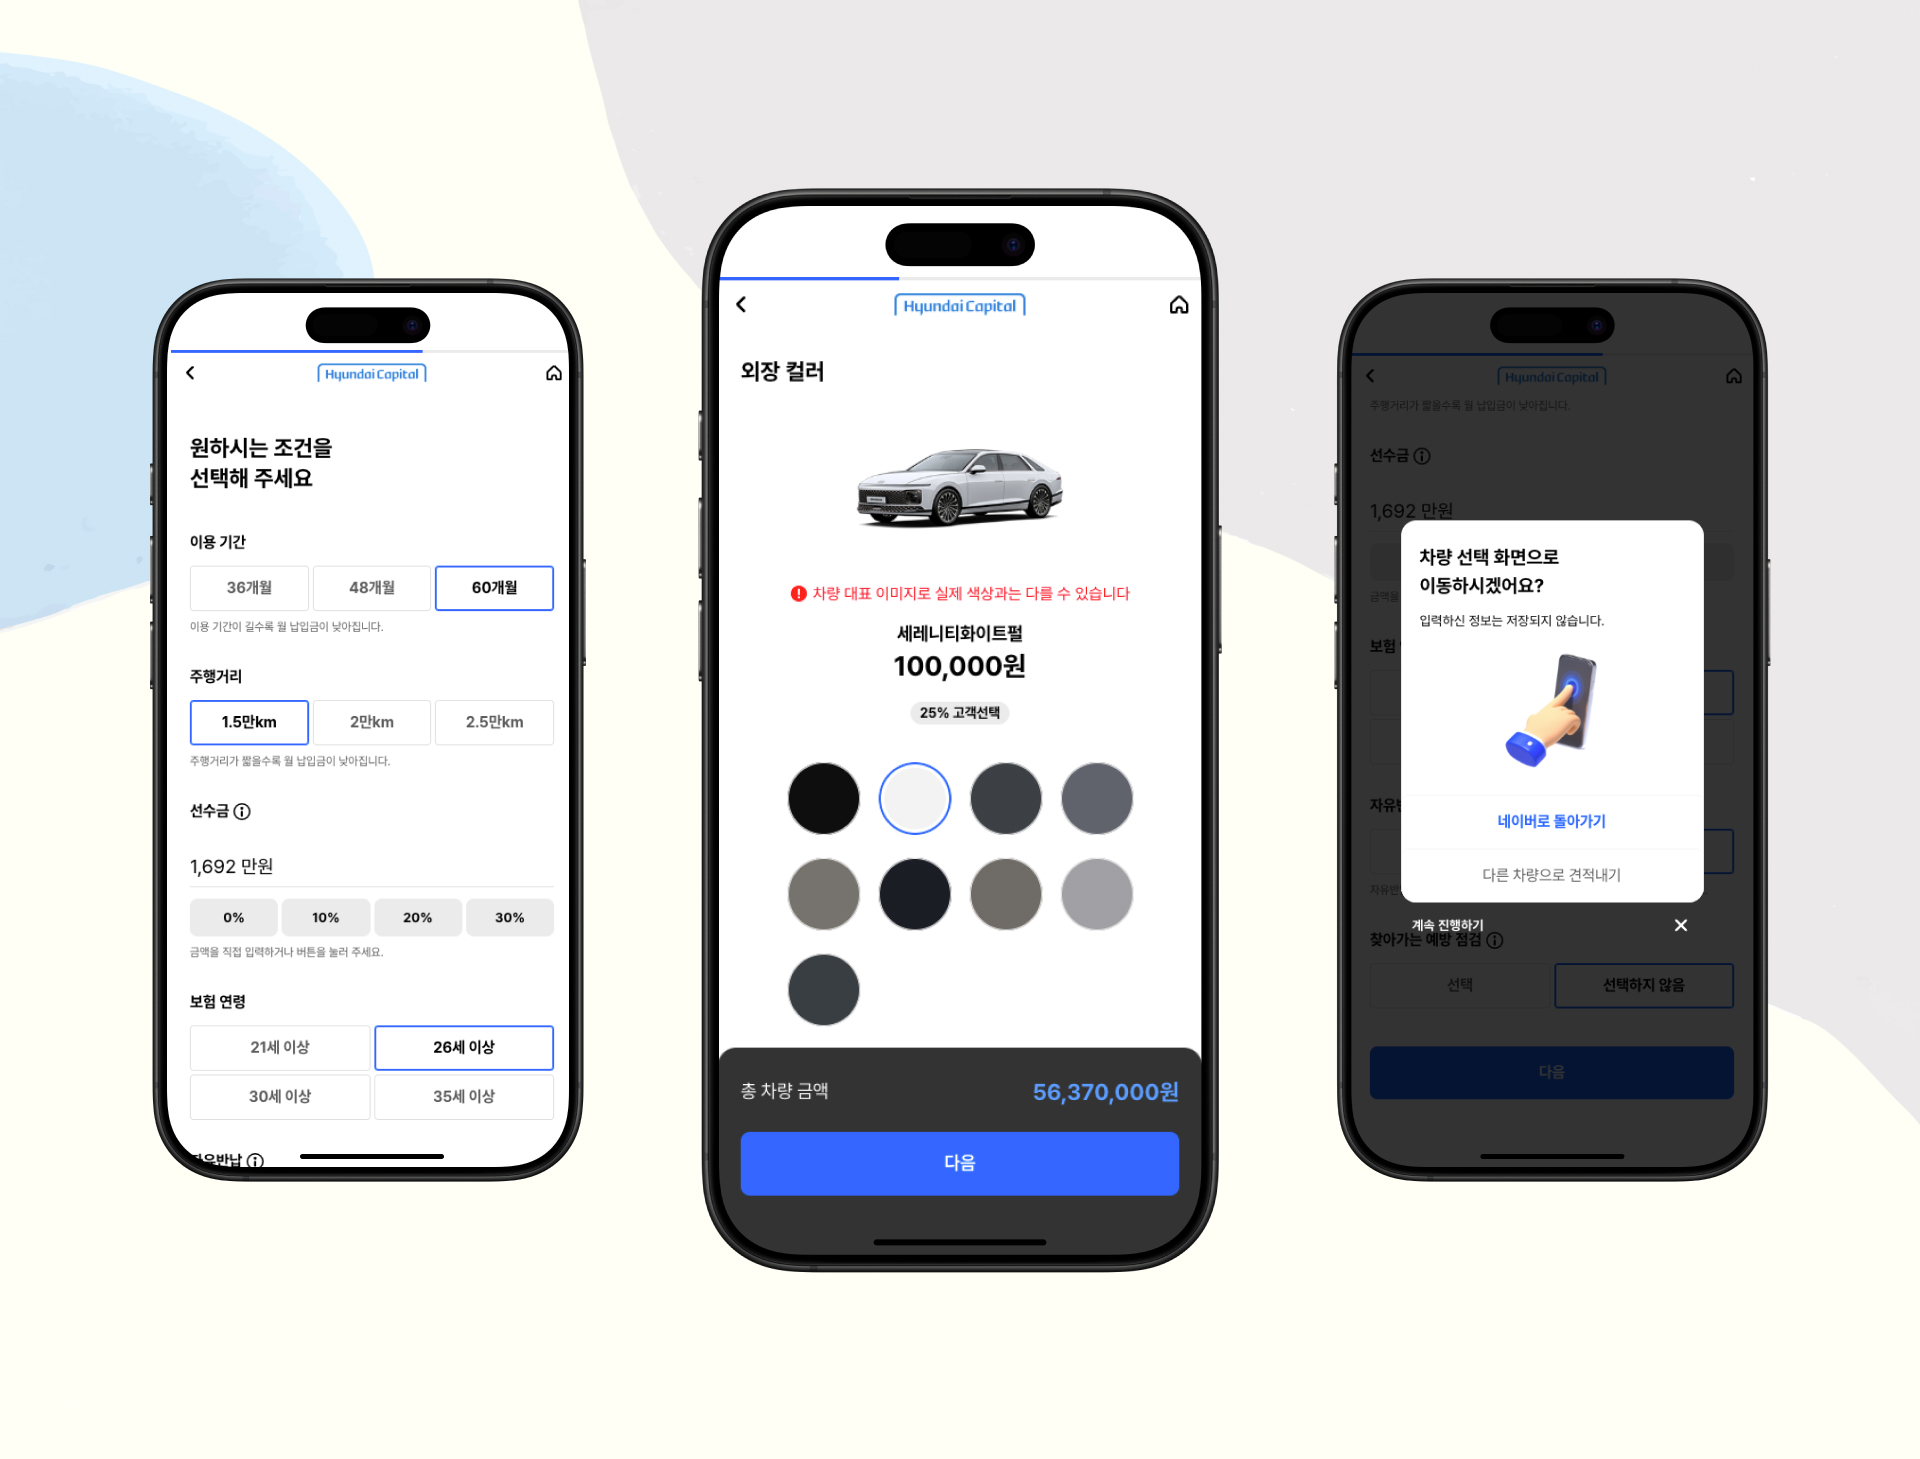 Hyundai Capital
원하시는 조건을
선택해 주세요
이용 기간
36개월 48개월 60개월
이용 기간이 길수록 월 납입금이 낮아집니다.
주행거리
1.5만km 2만km 2.5만km
주행거리가 짧을수록 월 납입금이 낮아집니다.
선수금
1,692 만원
0% 10% 20% 30%
금액을 직접 입력하거나 버튼을 눌러 주세요.
보험 연령
21세 이상 26세 이상
30세 이상 35세 이상
자유반납
Hyundai Capital
외장 컬러
차량 대표 이미지로 실제 색상과는 다를 수 있습니다
세레니티화이트펄
100,000원
25% 고객선택
총 차량 금액 56,370,000원
다음
Hyundai Capital
주행거리가 짧을수록 월 납입금이 낮아집니다.
선수금
1,692 만원
금액을
보험
자유반
자유반
차량 선택 화면으로
이동하시겠어요?
입력하신 정보는 저장되지 않습니다.
네이버로 돌아가기
다른 차량으로 견적내기
계속 진행하기
찾아가는 예방 점검
선택 선택하지 않음
다음